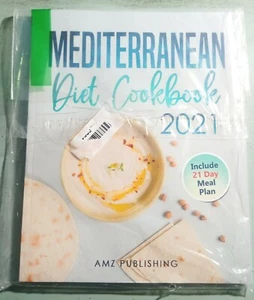 MEDITERRANEAN
Diet Cookbook
2021
Include
21 Day
Meal
Plan
AMZ PUBLISHING